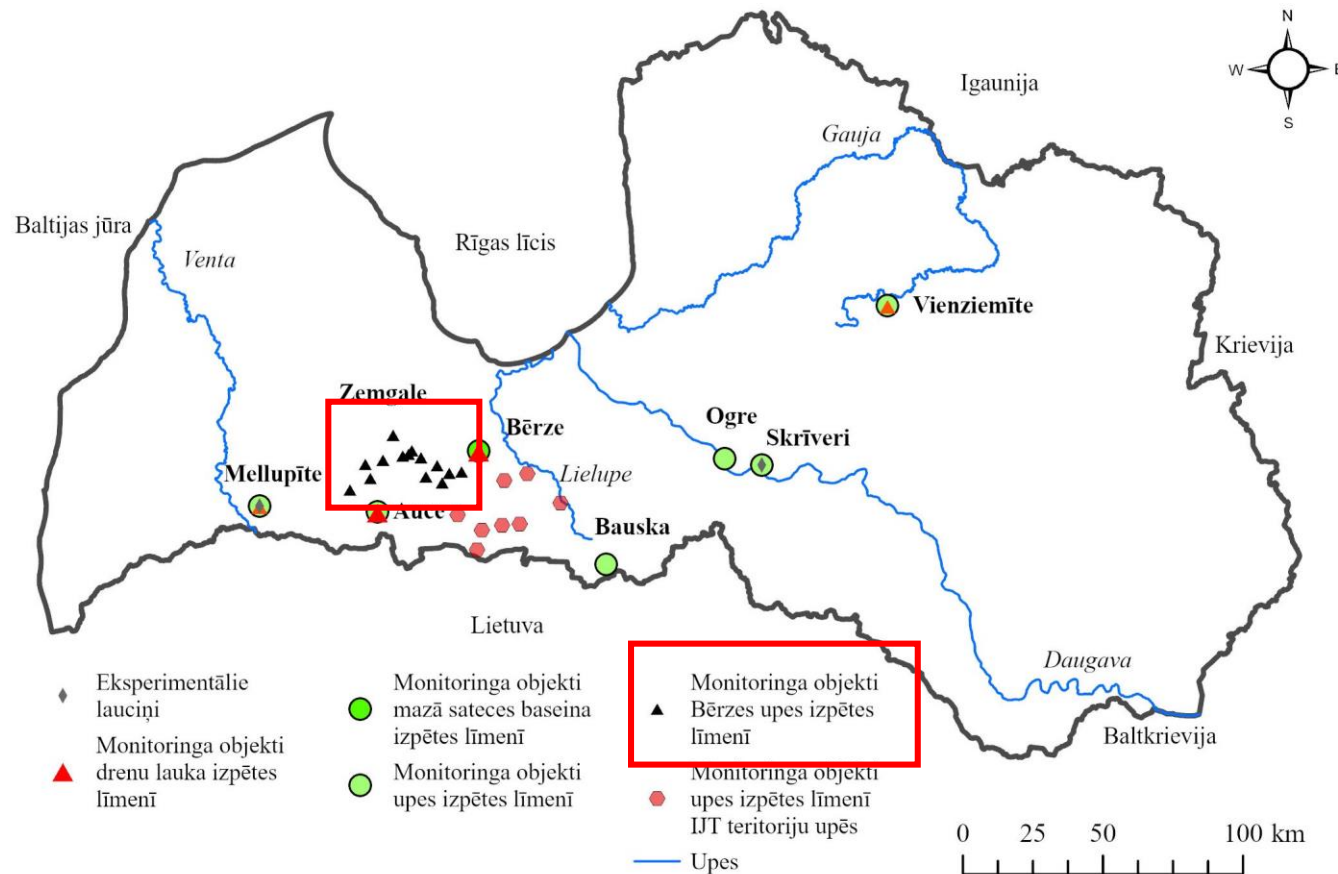 N
W
E
S
Igaunija
Gauja
Baltijas jūra
Rīgas līcis
Venta
Vienziemīte
Krievija
Zemgale
Ogre
Bērze
Skrīveri
Mellupīte
Lielupe
Auce
Bauska
Lietuva
Daugava
Baltkrievija
Eksperimentālie
lauciņi
Monitoringa objekti
drenu lauka izpētes
līmenī
Monitoringa objekti
mazā sateces baseina
izpētes līmenī
Monitoringa objekti
upes izpētes līmenī
Monitoringa objekti
Bērzes upes izpētes
līmenī
Monitoringa objekti
upes izpētes līmenī
IJT teritoriju upēs
Upes
0 25 50 100 km